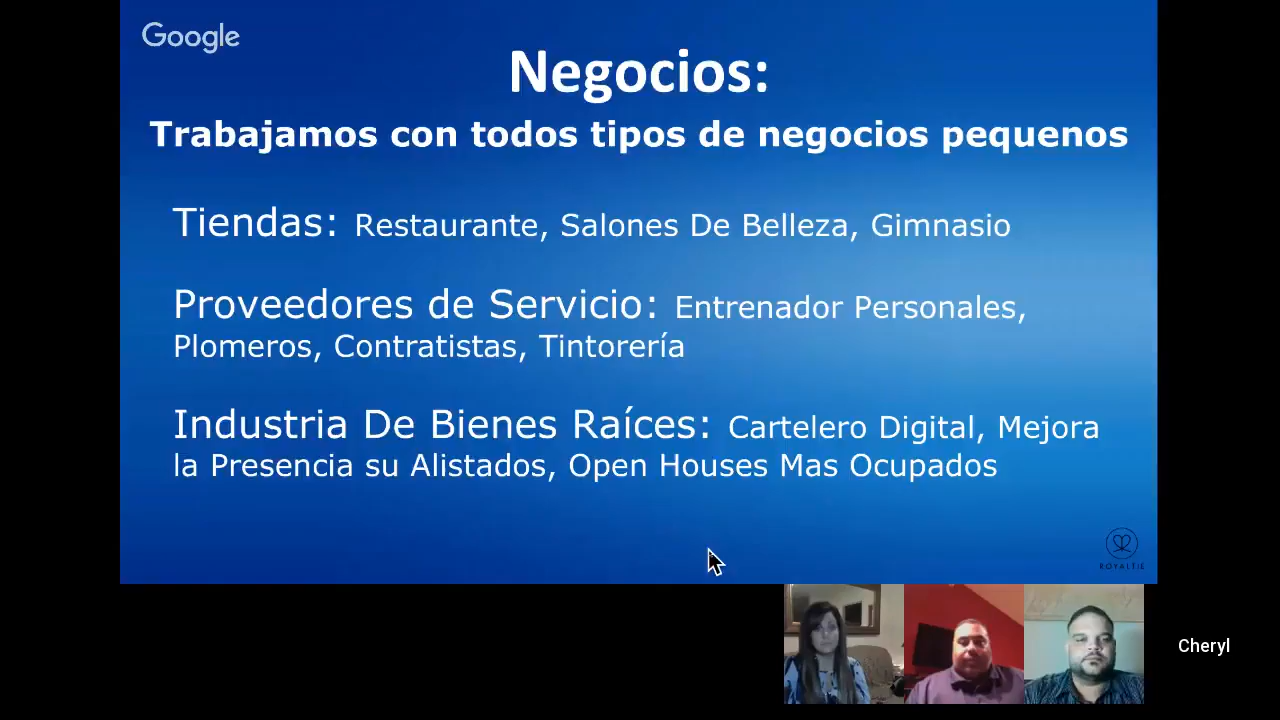 Google
Negocios:
Trabajamos con todos tipos de negocios pequenos
Tiendas: Restaurante, Salones De Belleza, Gimnasio
Proveedores de Servicio: Entrenador Personales,
Plomeros, Contratistas, Tintorería
Industria De Bienes Raíces: Cartelero Digital, Mejora
la Presencia su Alistados, Open Houses Mas Ocupados
ROYALTIE
Cheryl